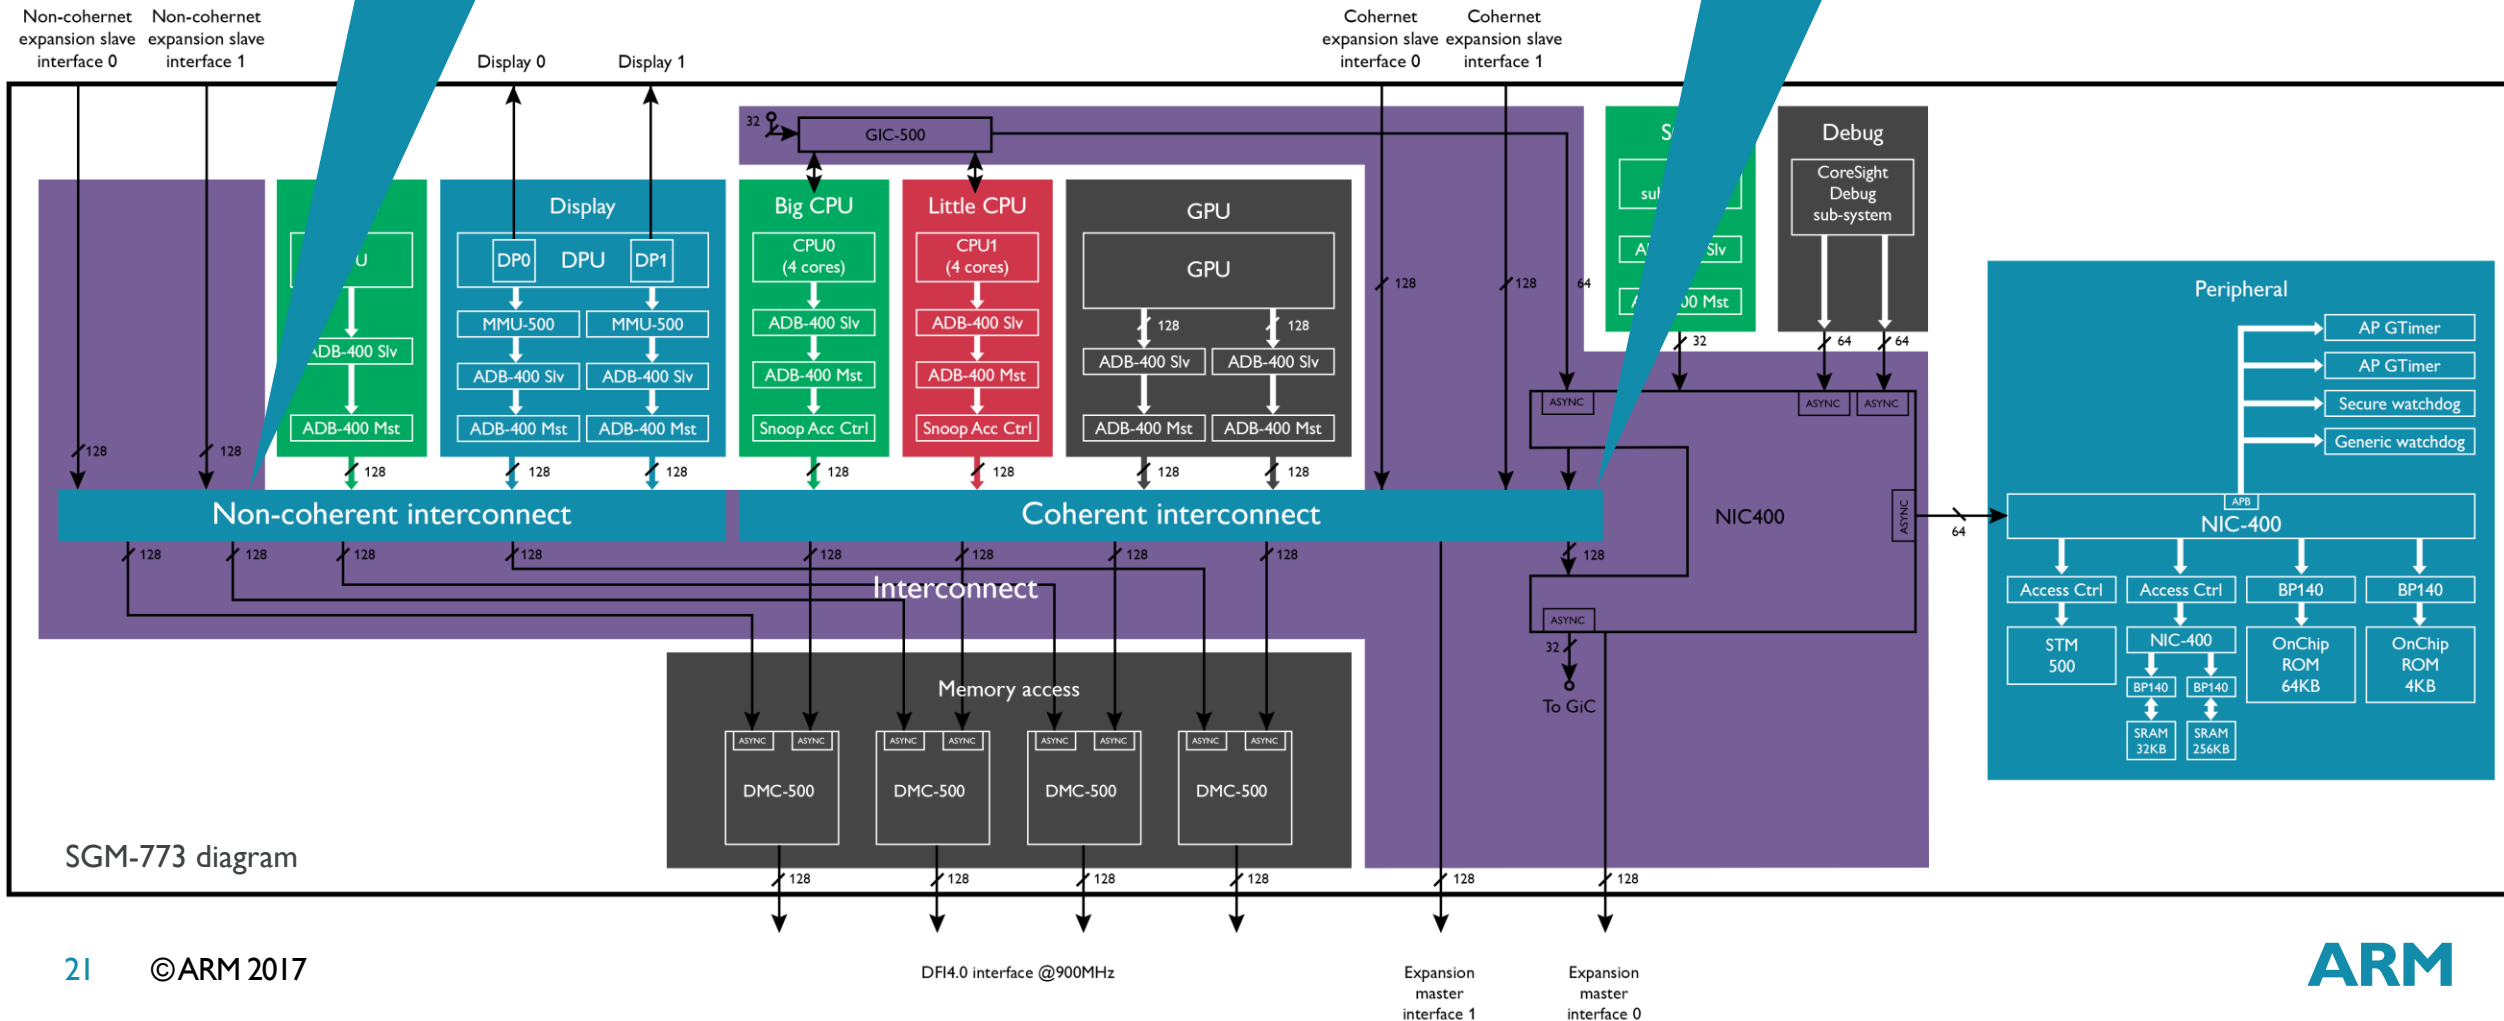 Non-cohernet
expansion slave
interface 0
Non-cohernet
expansion slave
interface 1
Display 0
Display 1
Cohernet
expansion slave
interface 0
Cohernet
expansion slave
interface 1
32
GIC-500
Debug
CoreSight
Debug
sub-system
Display
DP0
DPU
DP1
MMU-500
MMU-500
ADB-400 Slv
ADB-400 Slv
ADB-400 Slv
ADB-400 Mst
ADB-400 Mst
ADB-400 Mst
Big CPU
CPU0
(4 cores)
ADB-400 Slv
ADB-400 Mst
Snoop Acc Ctrl
Little CPU
CPU1
(4 cores)
ADB-400 Slv
ADB-400 Mst
Snoop Acc Ctrl
GPU
GPU
128
128
ADB-400 Slv
ADB-400 Slv
ADB-400 Mst
ADB-400 Mst
128
128
64
Slv
Mst
32
64
64
ASYNC
ASYNC
ASYNC
128
128
128
128
128
128
128
128
128
Non-coherent interconnect
Coherent interconnect
NIC400
ASYNC
64
128
128
128
128
128
128
128
128
128
Interconnect
ASYNC
32
To GiC
Peripheral
AP GTimer
AP GTimer
Secure watchdog
Generic watchdog
APB
NIC-400
Access Ctrl
Access Ctrl
BP140
BP140
STM
500
NIC-400
BP140
BP140
SRAM
32KB
SRAM
256KB
OnChip
ROM
64KB
OnChip
ROM
4KB
Memory access
ASYNC
ASYNC
ASYNC
ASYNC
ASYNC
ASYNC
ASYNC
ASYNC
DMC-500
DMC-500
DMC-500
DMC-500
SGM-773 diagram
128
128
128
128
128
128
21
© ARM 2017
DFI4.0 interface @900MHz
Expansion
master
interface 1
Expansion
master
interface 0
ARM